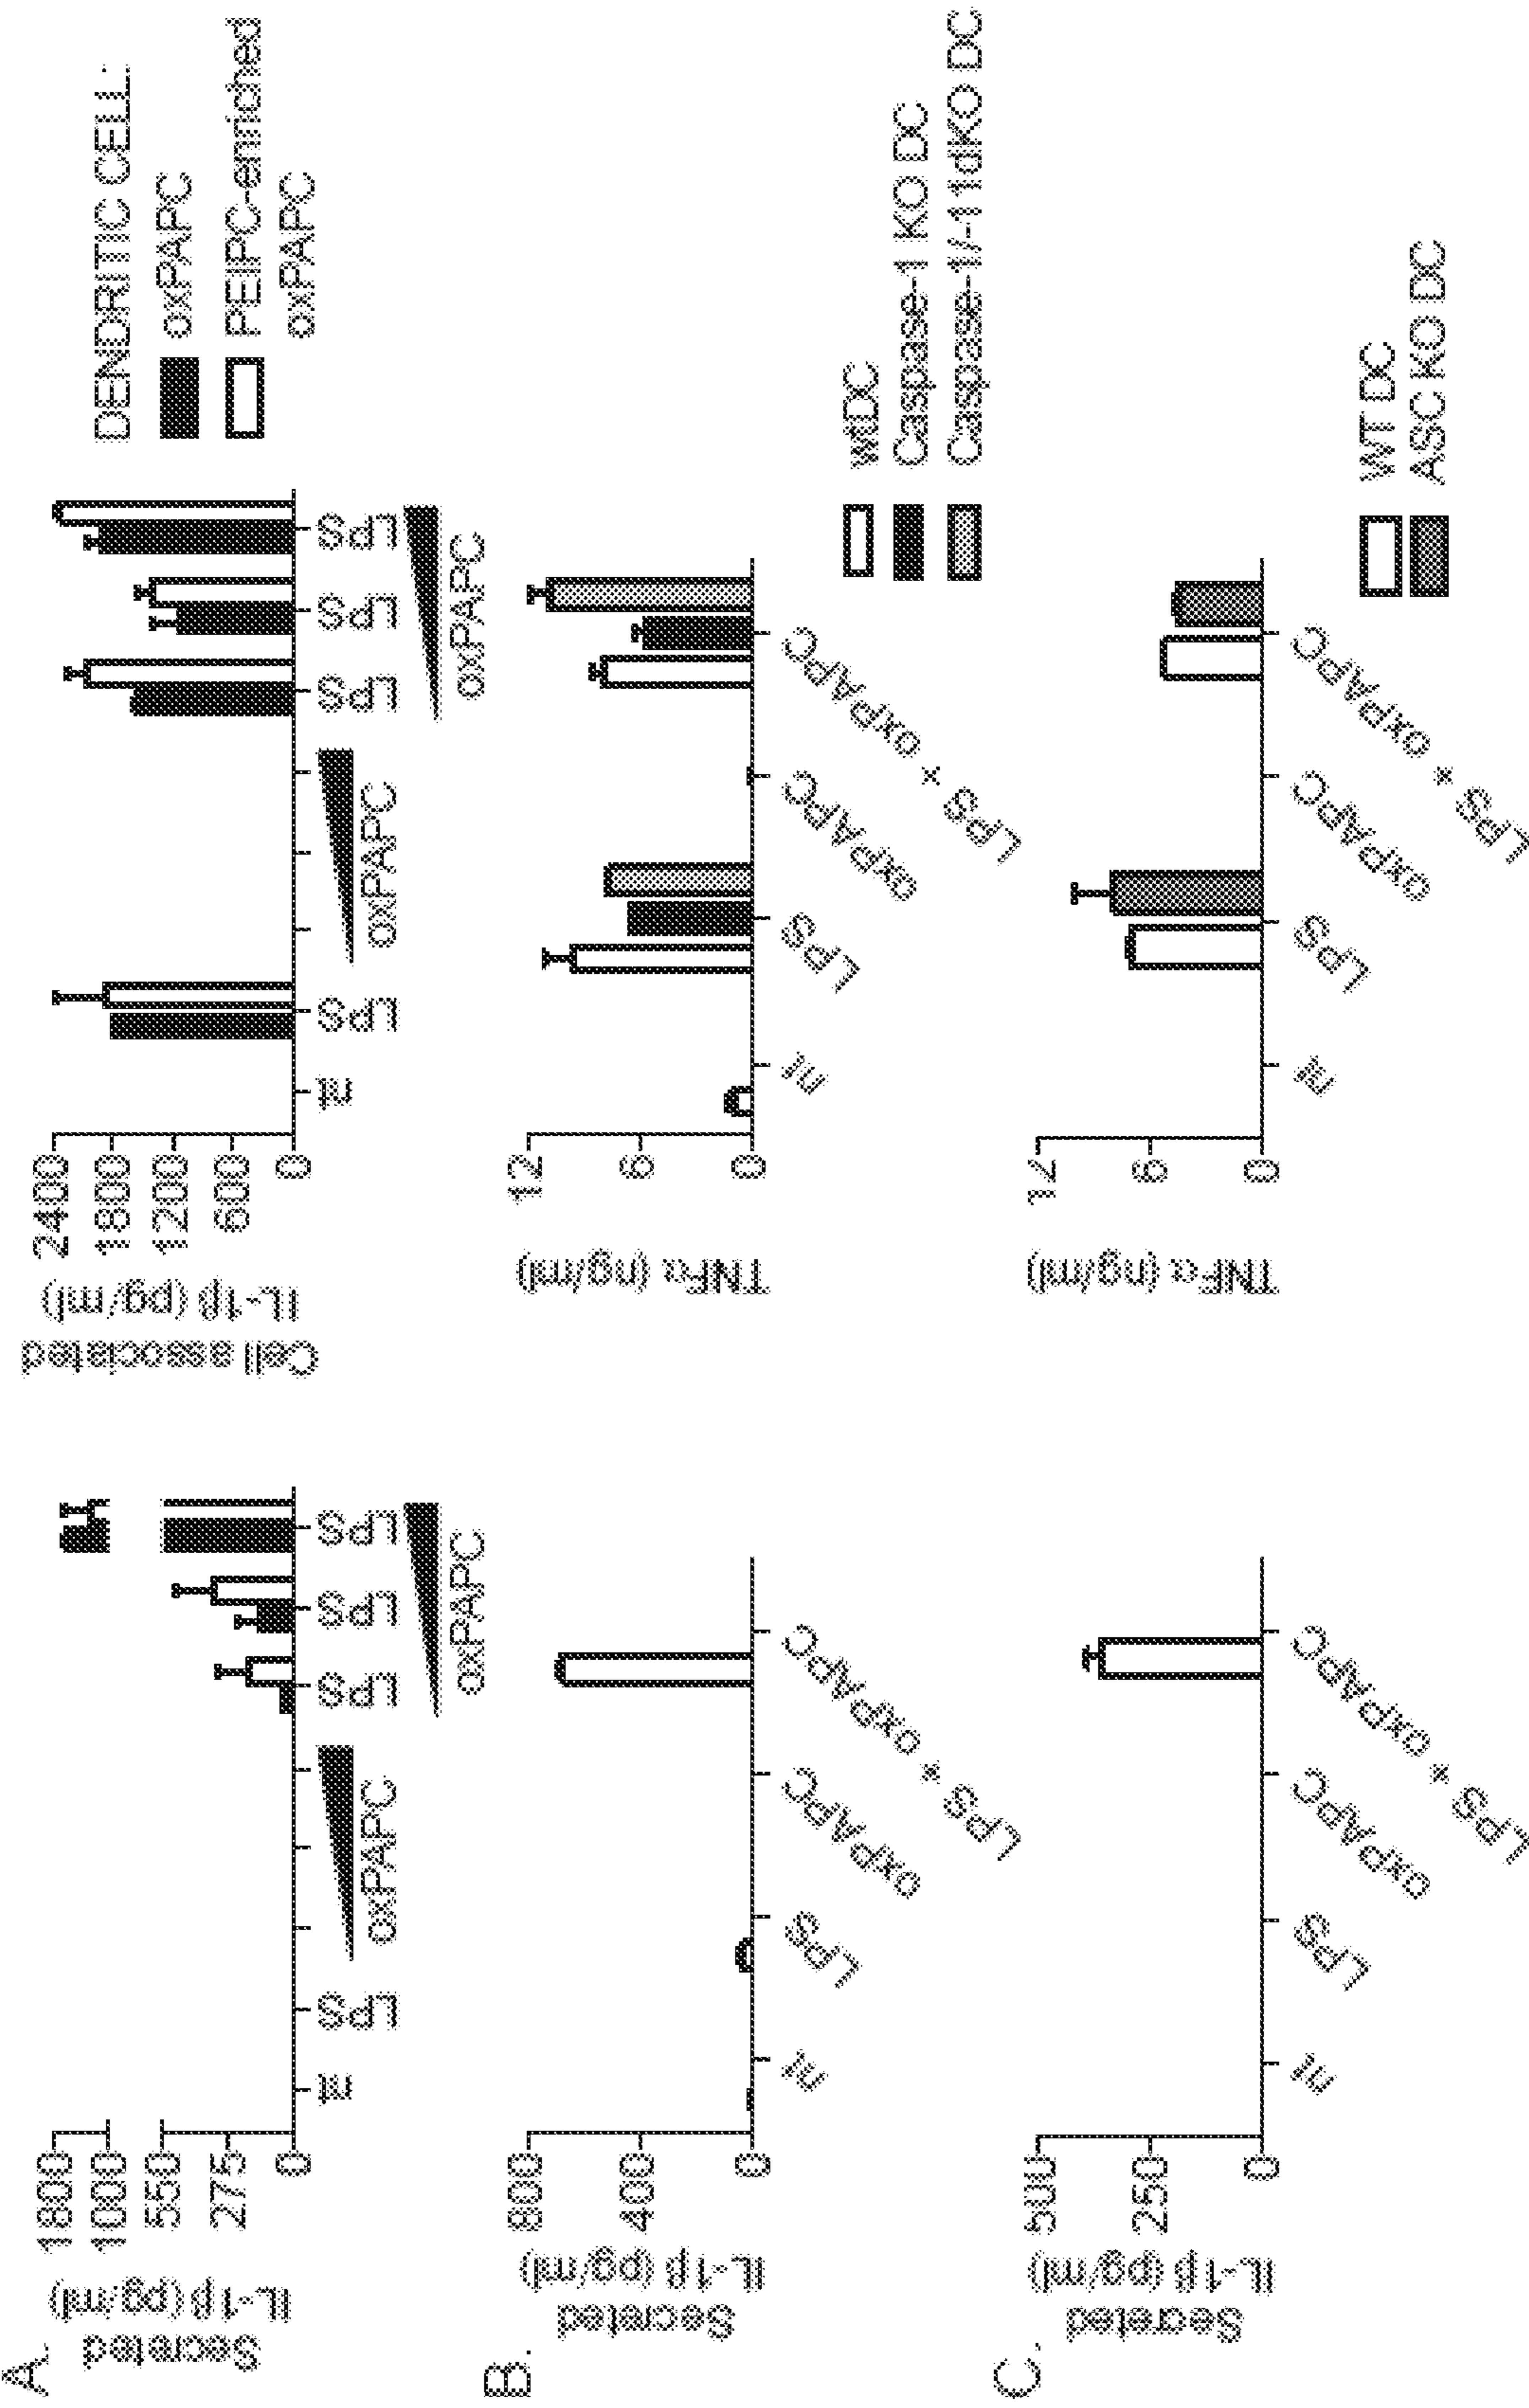 A.
Secreted
IL-1β (pg/ml)
1800
1000
550
275
0
nt
LPS
oxPAPC
LPS
LPS
LPS
oxPAPC
Cell associated
IL-1β (pg/ml)
2400
1800
1200
600
0
nt
LPS
oxPAPC
LPS
LPS
LPS
oxPAPC
DENDRITIC CELL:
oxPAPC
PEIPC-enriched
oxPAPC
B.
Secreted
IL-1β (pg/ml)
800
400
0
nt
LPS
oxPAPC
LPS + oxPAPC
TNFα (ng/ml)
12
6
0
nt
LPS
oxPAPC
LPS + oxPAPC
wtDC
Caspase-1 KO DC
Caspase-1/-11dKO DC
C.
Secreted
IL-1β (pg/ml)
500
250
0
nt
LPS
oxPAPC
LPS + oxPAPC
TNFα (ng/ml)
12
6
0
nt
LPS
oxPAPC
LPS + oxPAPC
WT DC
ASC KO DC